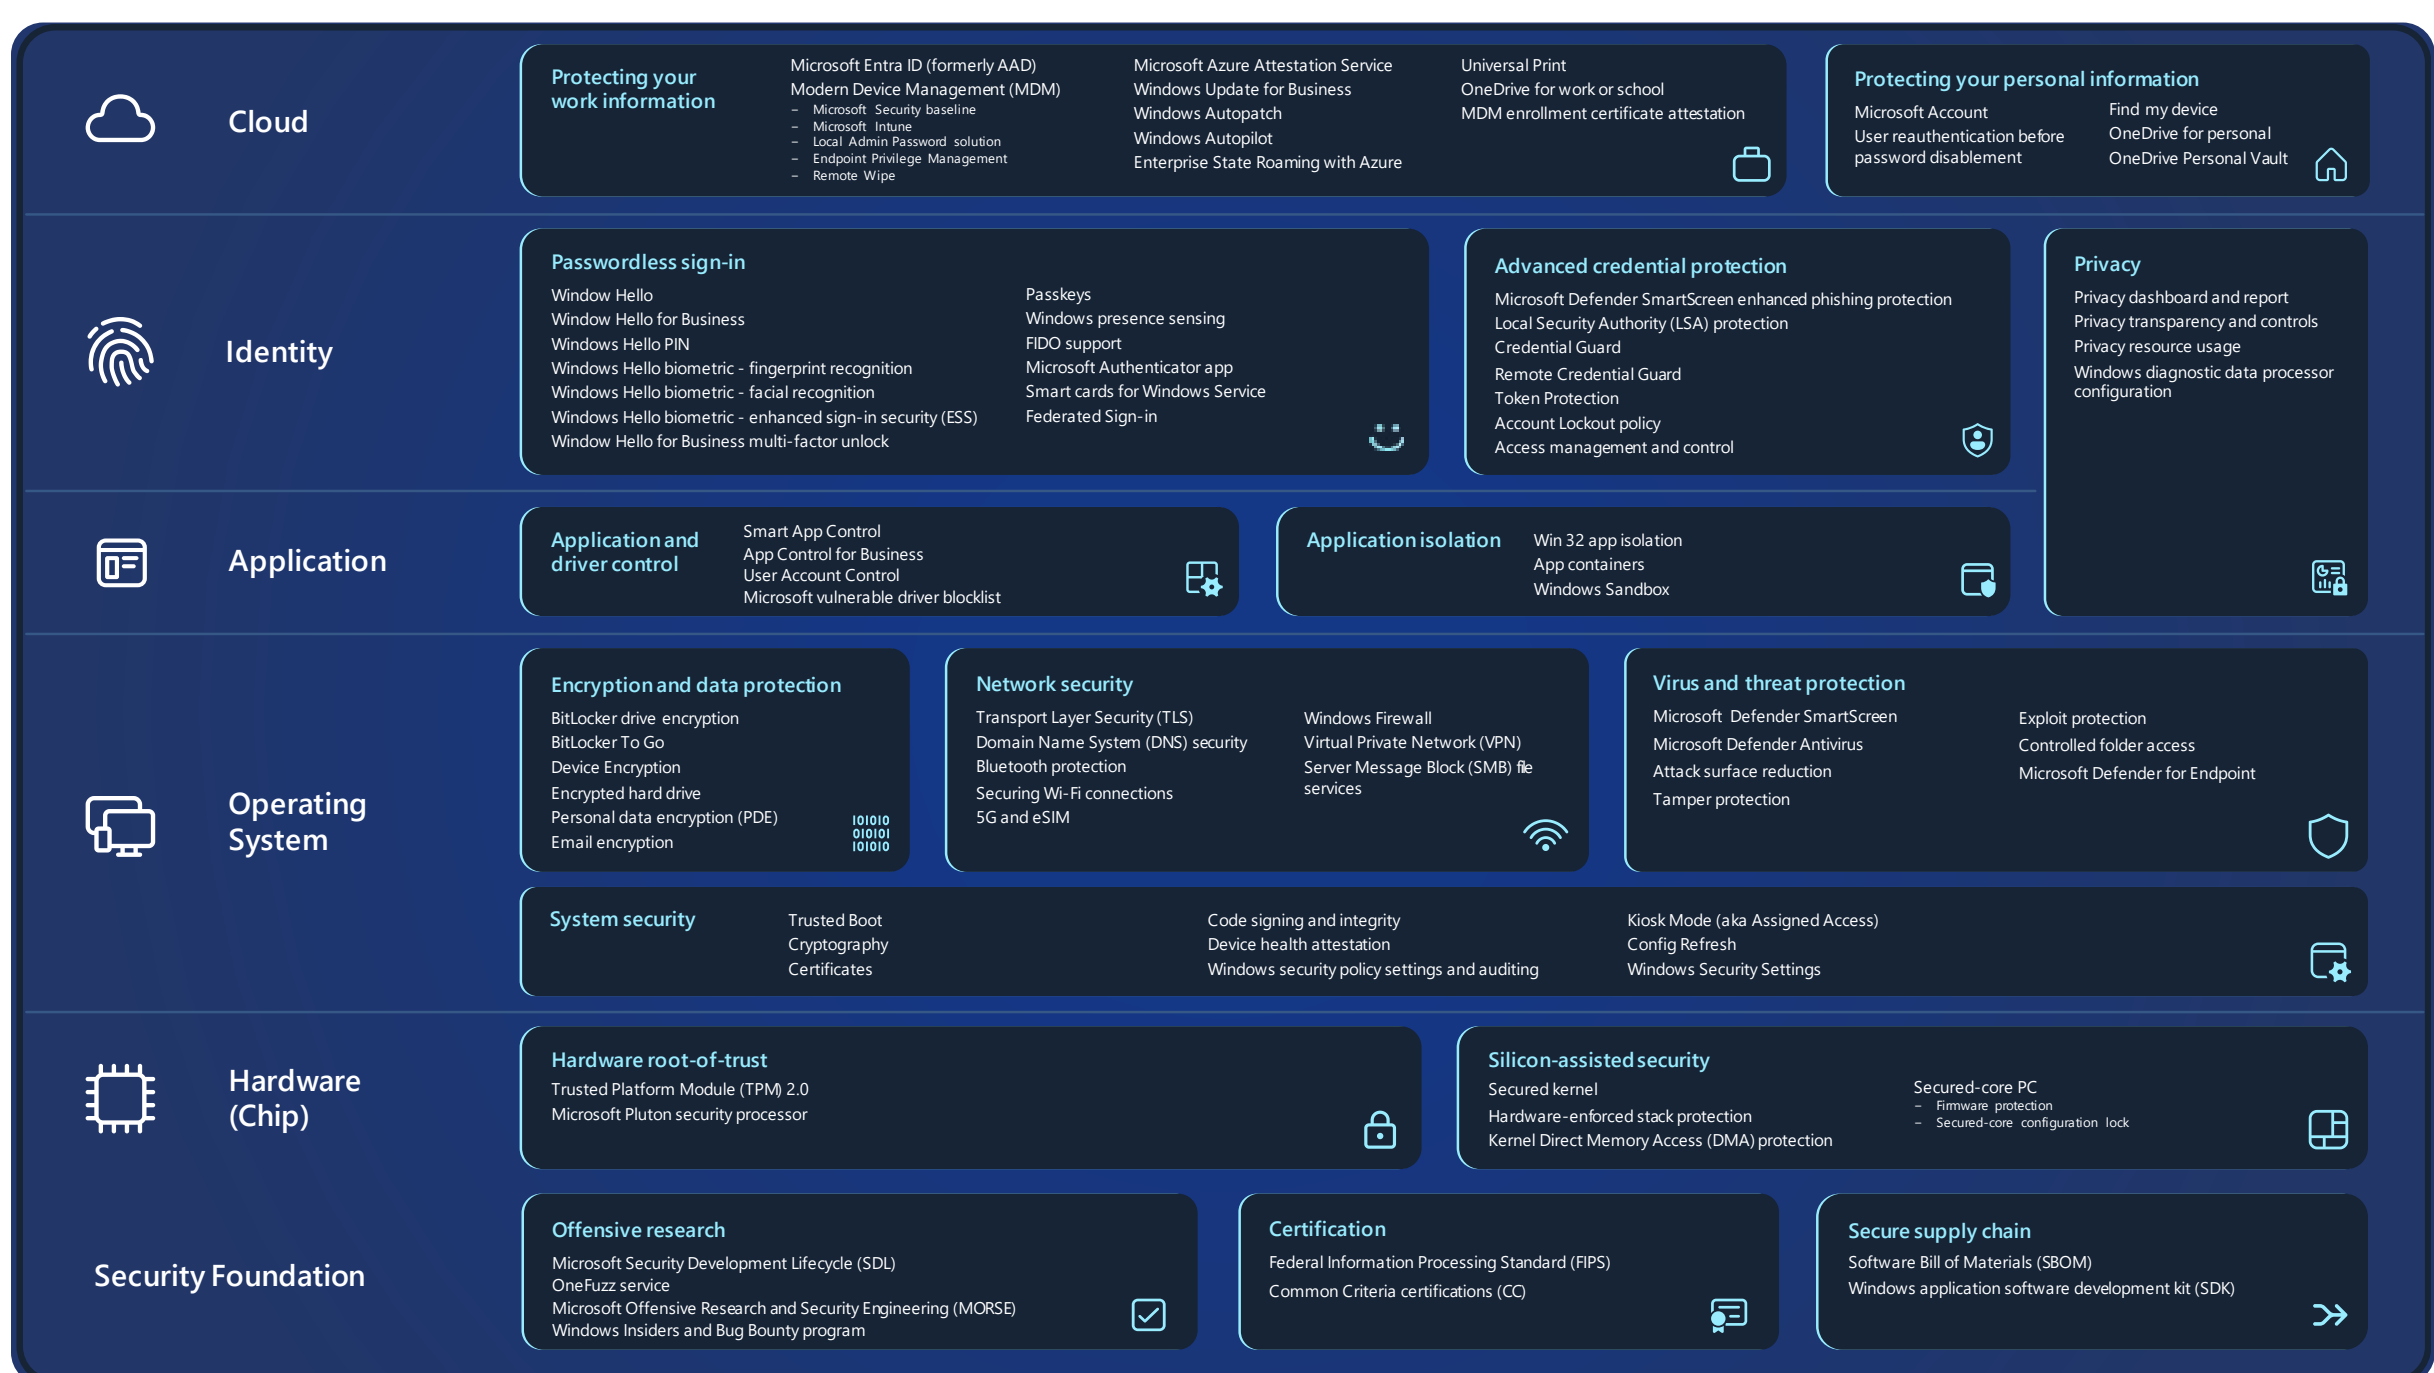 Cloud
Protecting your
work information
Microsoft Entra ID (formerly AAD)
Modern Device Management (MDM)
– Microsoft Security baseline
– Microsoft Intune
– Local Admin Password solution
– Endpoint Privilege Management
– Remote Wipe
Microsoft Azure Attestation Service
Windows Update for Business
Windows Autopatch
Windows Autopilot
Enterprise State Roaming with Azure
Universal Print
OneDrive for work or school
MDM enrollment certificate attestation
Protecting your personal information
Microsoft Account
User reauthentication before
password disablement
Find my device
OneDrive for personal
OneDrive Personal Vault
Identity
Passwordless sign-in
Window Hello
Window Hello for Business
Windows Hello PIN
Windows Hello biometric - fingerprint recognition
Windows Hello biometric - facial recognition
Windows Hello biometric - enhanced sign-in security (ESS)
Window Hello for Business multi-factor unlock
Passkeys
Windows presence sensing
FIDO support
Microsoft Authenticator app
Smart cards for Windows Service
Federated Sign-in
Advanced credential protection
Microsoft Defender SmartScreen enhanced phishing protection
Local Security Authority (LSA) protection
Credential Guard
Remote Credential Guard
Token Protection
Account Lockout policy
Access management and control
Privacy
Privacy dashboard and report
Privacy transparency and controls
Privacy resource usage
Windows diagnostic data processor
configuration
Application
Application and
driver control
Smart App Control
App Control for Business
User Account Control
Microsoft vulnerable driver blocklist
Application isolation
Win 32 app isolation
App containers
Windows Sandbox
Operating
System
Encryption and data protection
BitLocker drive encryption
BitLocker To Go
Device Encryption
Encrypted hard drive
Personal data encryption (PDE)
Email encryption
101010
010101
101010
Network security
Transport Layer Security (TLS)
Domain Name System (DNS) security
Bluetooth protection
Securing Wi-Fi connections
5G and eSIM
Windows Firewall
Virtual Private Network (VPN)
Server Message Block (SMB) file
services
Virus and threat protection
Microsoft Defender SmartScreen
Microsoft Defender Antivirus
Attack surface reduction
Tamper protection
Exploit protection
Controlled folder access
Microsoft Defender for Endpoint
System security
Trusted Boot
Cryptography
Certificates
Code signing and integrity
Device health attestation
Windows security policy settings and auditing
Kiosk Mode (aka Assigned Access)
Config Refresh
Windows Security Settings
Hardware
(Chip)
Hardware root-of-trust
Trusted Platform Module (TPM) 2.0
Microsoft Pluton security processor
Silicon-assisted security
Secured kernel
Hardware-enforced stack protection
Kernel Direct Memory Access (DMA) protection
Secured-core PC
– Firmware protection
– Secured-core configuration lock
Security Foundation
Offensive research
Microsoft Security Development Lifecycle (SDL)
OneFuzz service
Microsoft Offensive Research and Security Engineering (MORSE)
Windows Insiders and Bug Bounty program
Certification
Federal Information Processing Standard (FIPS)
Common Criteria certifications (CC)
Secure supply chain
Software Bill of Materials (SBOM)
Windows application software development kit (SDK)